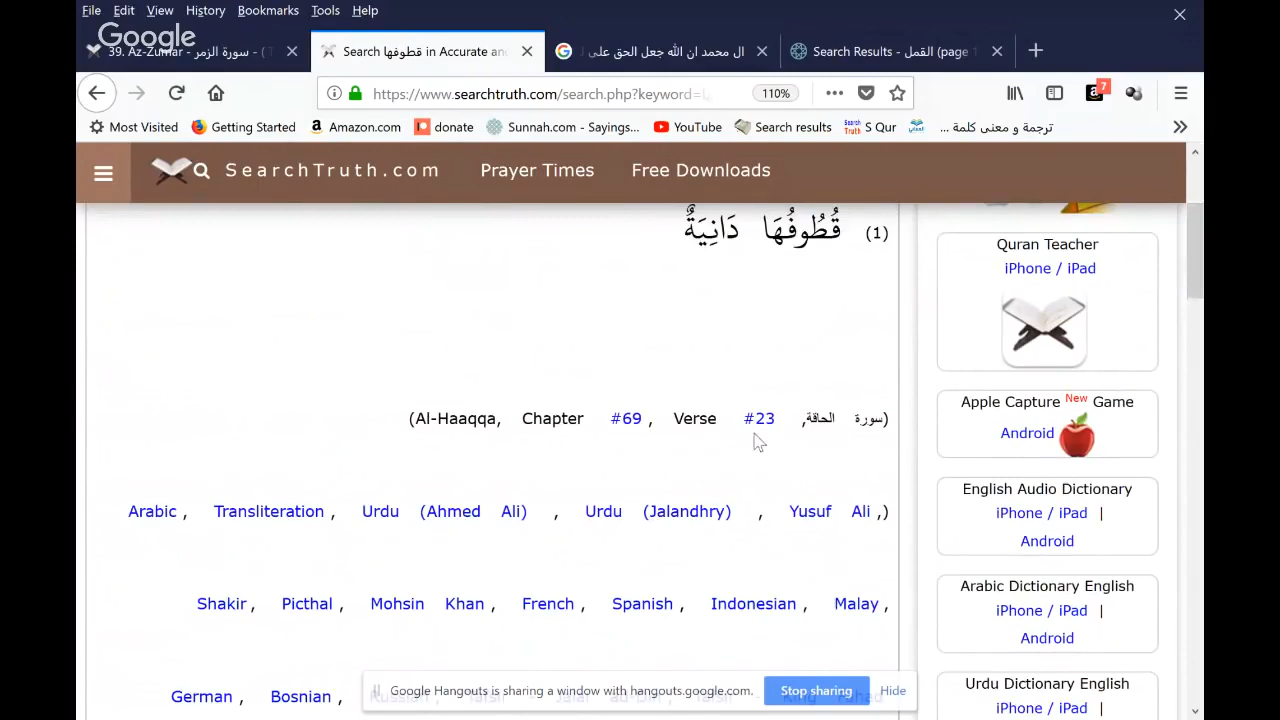 File Edit View History Bookmarks Tools Help
Google
39. Az-Zumar - سورة الزمر - (
Search قطوفها in Accurate an
ال محمد ان الله جعل الحق على ل
Search Results - القمل (page 1
https://www.searchtruth.com/search.php?keyword=
110%
7
Most Visited Getting Started Amazon.com donate Sunnah.com - Sayings... YouTube Search results S Qur ترجمة و معنى كلمة ...
SearchTruth.com Prayer Times Free Downloads
(1) قُطُوفُهَا دَانِيَةٌ
(Al-Haaqqa, Chapter #69, Verse #23 ,سورة الحاقة)
Arabic, Transliteration, Urdu (Ahmed Ali) , Urdu (Jalandhry) , Yusuf Ali,)
Shakir, Picthal, Mohsin Khan, French, Spanish, Indonesian, Malay,
German, Bosnian,
Quran Teacher
iPhone / iPad
Apple Capture New Game
Android
English Audio Dictionary
iPhone / iPad |
Android
Arabic Dictionary English
iPhone / iPad |
Android
Urdu Dictionary English
iPhone / iPad |
Google Hangouts is sharing a window with hangouts.google.com. Stop sharing Hide